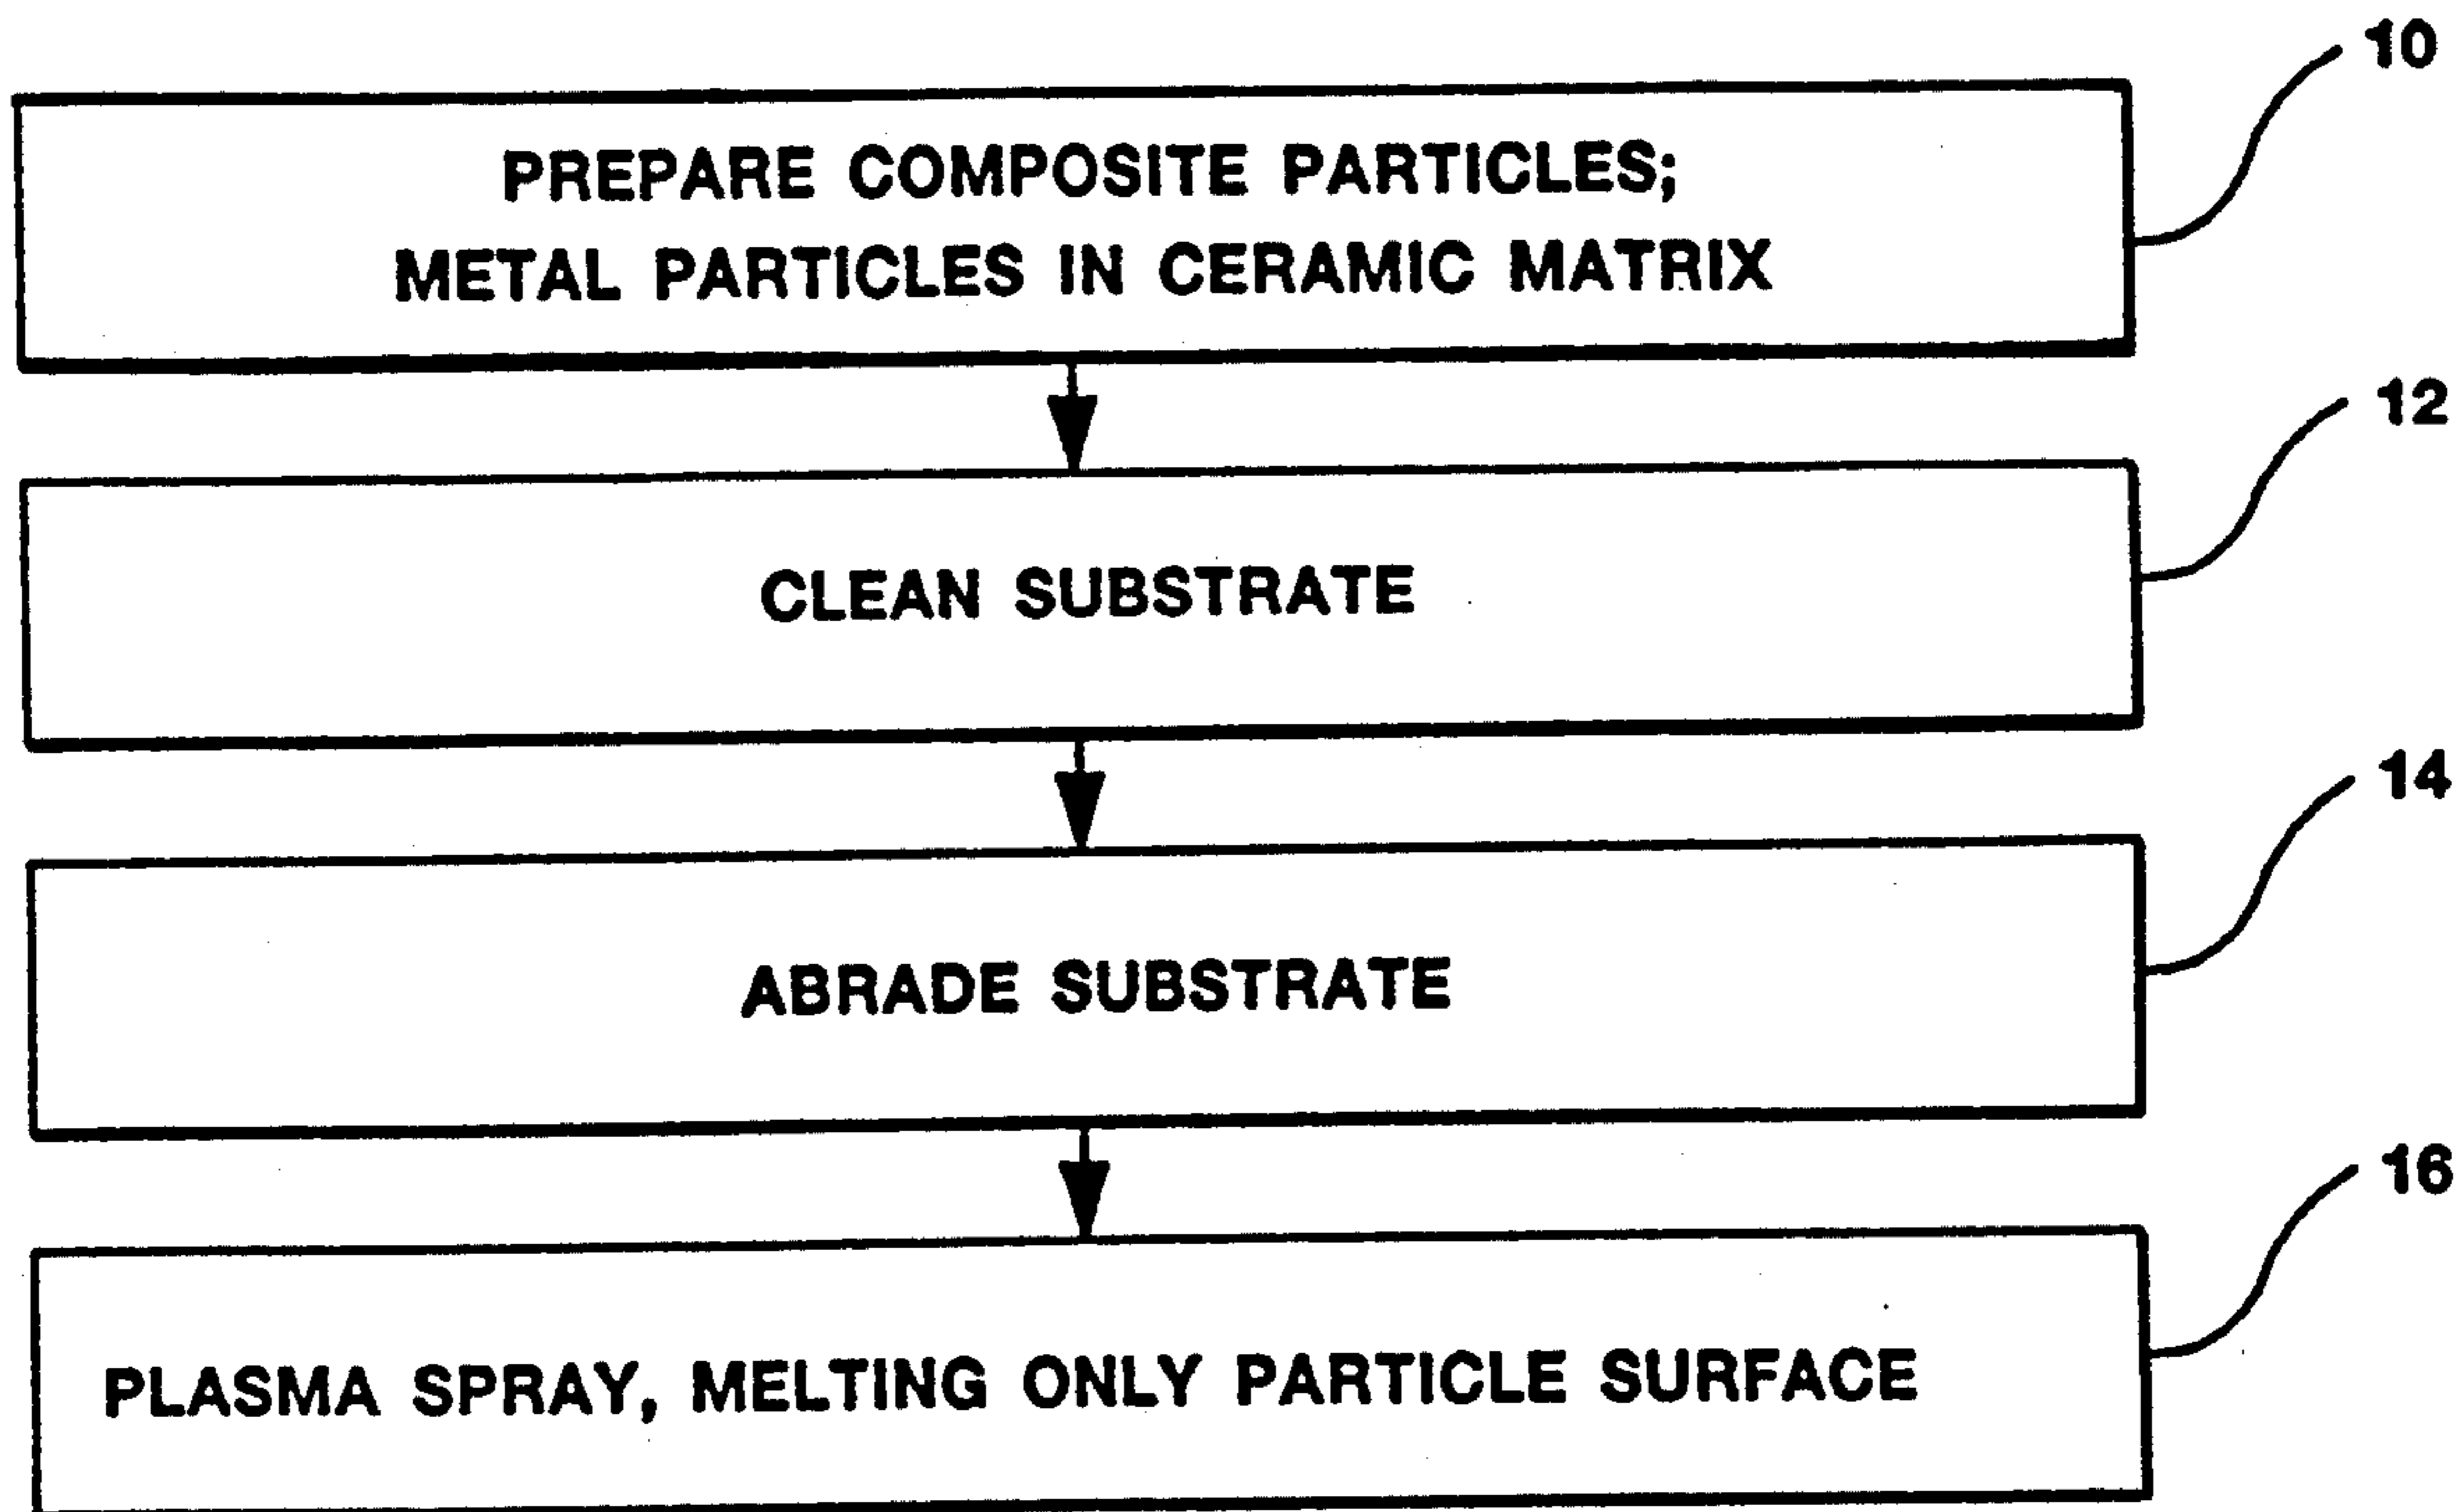 10
PREPARE COMPOSITE PARTICLES;
METAL PARTICLES IN CERAMIC MATRIX
12
CLEAN SUBSTRATE
14
ABRADE SUBSTRATE
16
PLASMA SPRAY, MELTING ONLY PARTICLE SURFACE